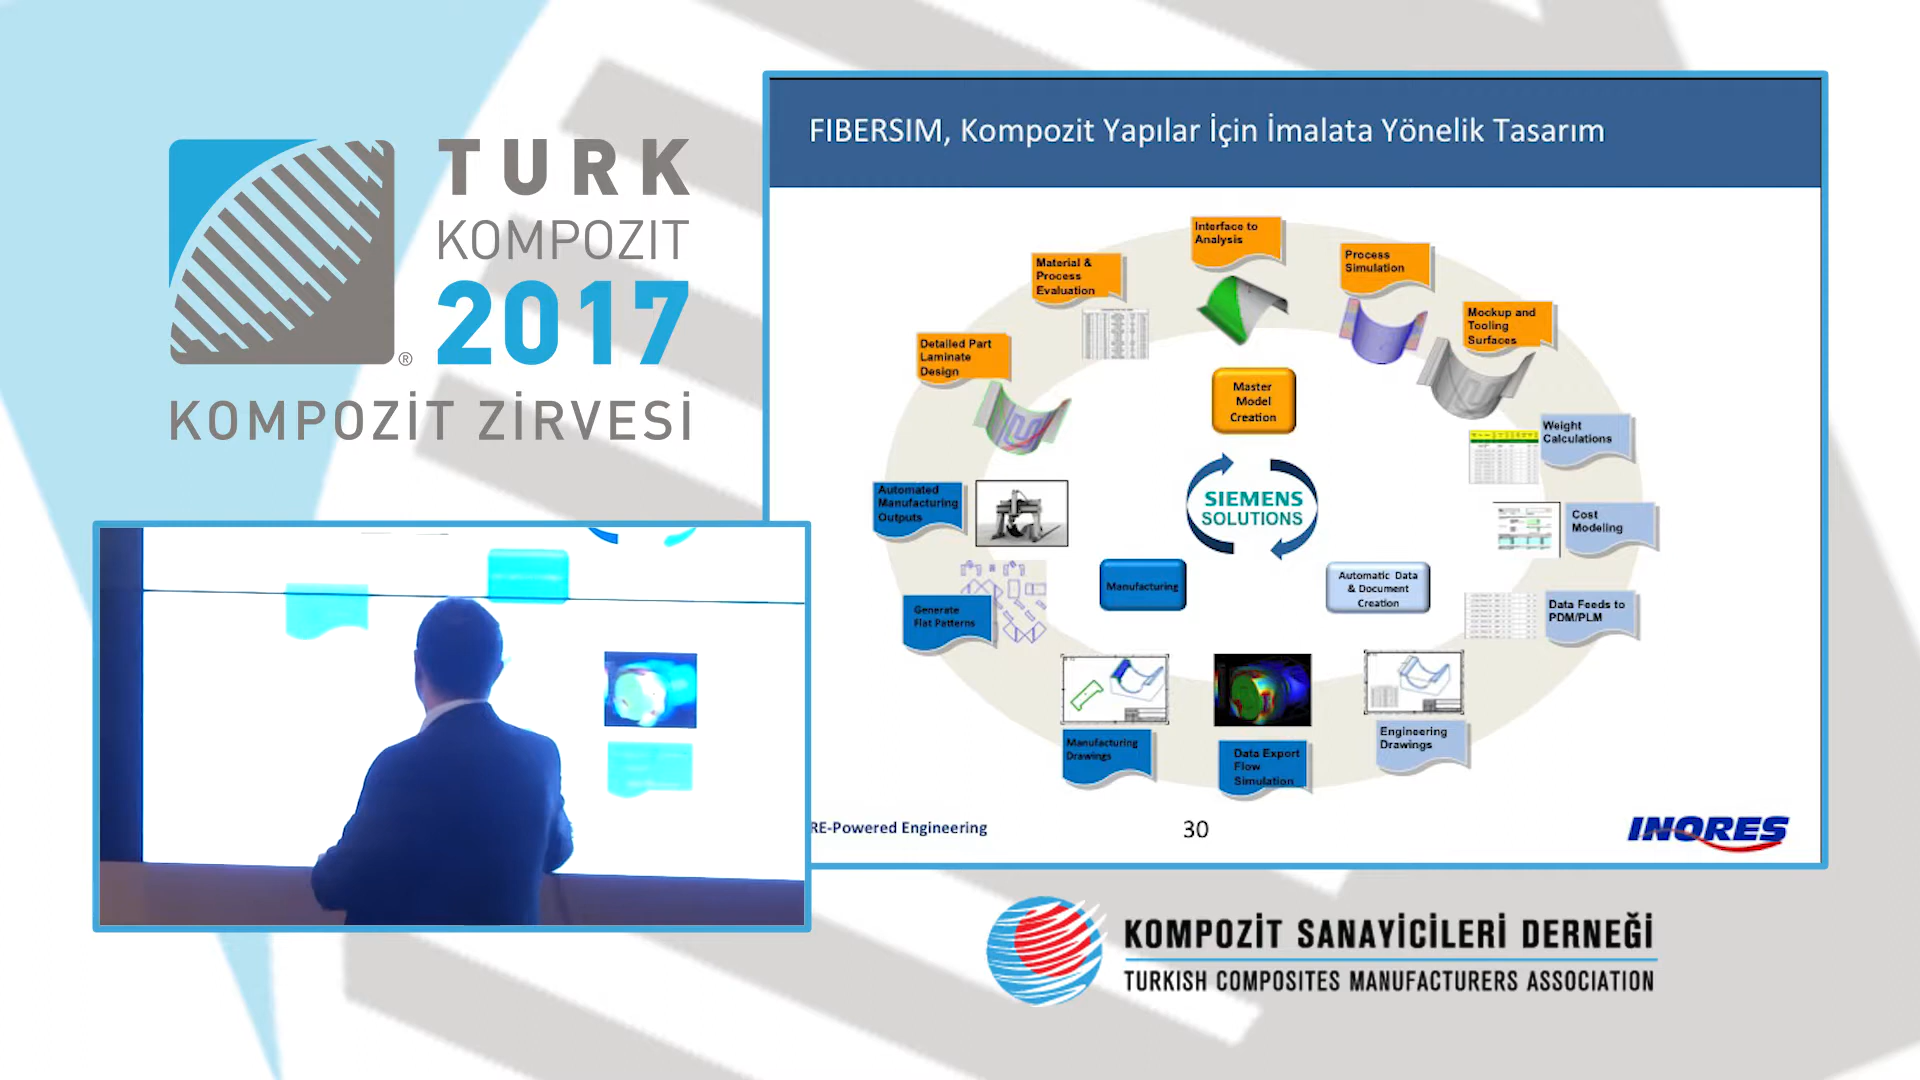 TURK
KOMPOZIT
2017
®
KOMPOZİT ZİRVESİ
FIBERSIM, Kompozit Yapılar İçin İmalata Yönelik Tasarım
Interface to
Analysis
Process
Simulation
Material &
Process
Evaluation
Mockup and
Tooling
Surfaces
Detailed Part
Laminate
Design
Master
Model
Creation
Weight
Calculations
Automated
Manufacturing
Outputs
SIEMENS
SOLUTIONS
Cost
Modeling
Manufacturing
Automatic Data
& Document
Creation
Generate
Flat Patterns
Data Feeds to
PDM/PLM
Manufacturing
Drawings
Data Export
Flow
Simulation
Engineering
Drawings
RE-Powered Engineering
30
INORES
KOMPOZİT SANAYİCİLERİ DERNEĞİ
TURKISH COMPOSITES MANUFACTURERS ASSOCIATION